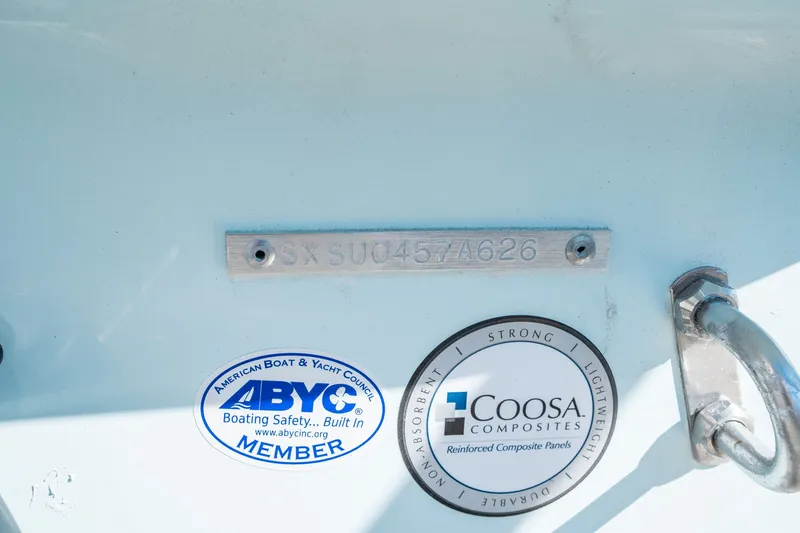 SXSU0457A626
AMERICAN BOAT & YACHT COUNCIL
ABYC®
Boating Safety... Built In
www.abycinc.org
MEMBER
NON-ABSORBENT | STRONG | LIGHTWEIGHT | DURABLE |
COOSA
COMPOSITES
Reinforced Composite Panels